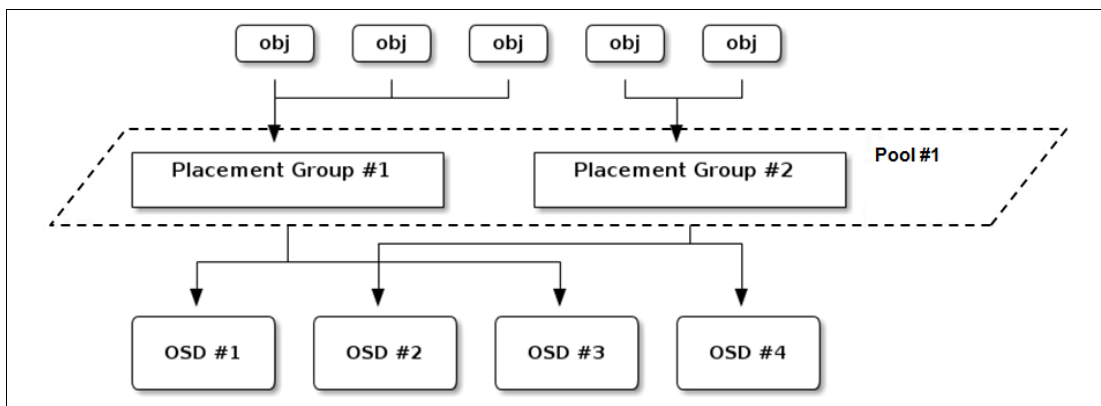 obj
obj
obj
obj
obj
Placement Group #1
Placement Group #2
Pool #1
OSD #1
OSD #2
OSD #3
OSD #4